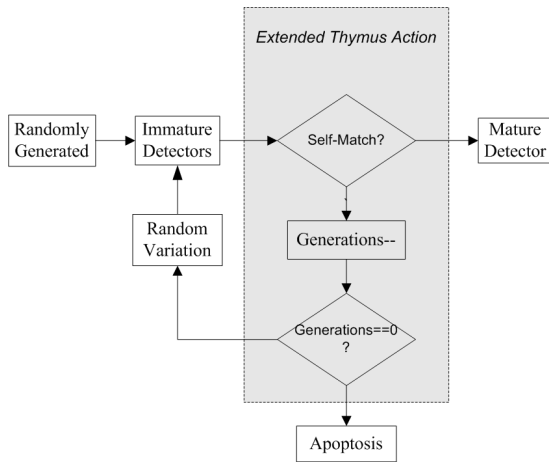 Extended Thymus Action
Randomly
Generated
Immature
Detectors
Self-Match?
Mature
Detector
Random
Variation
Generations--
Generations==0
?
Apoptosis